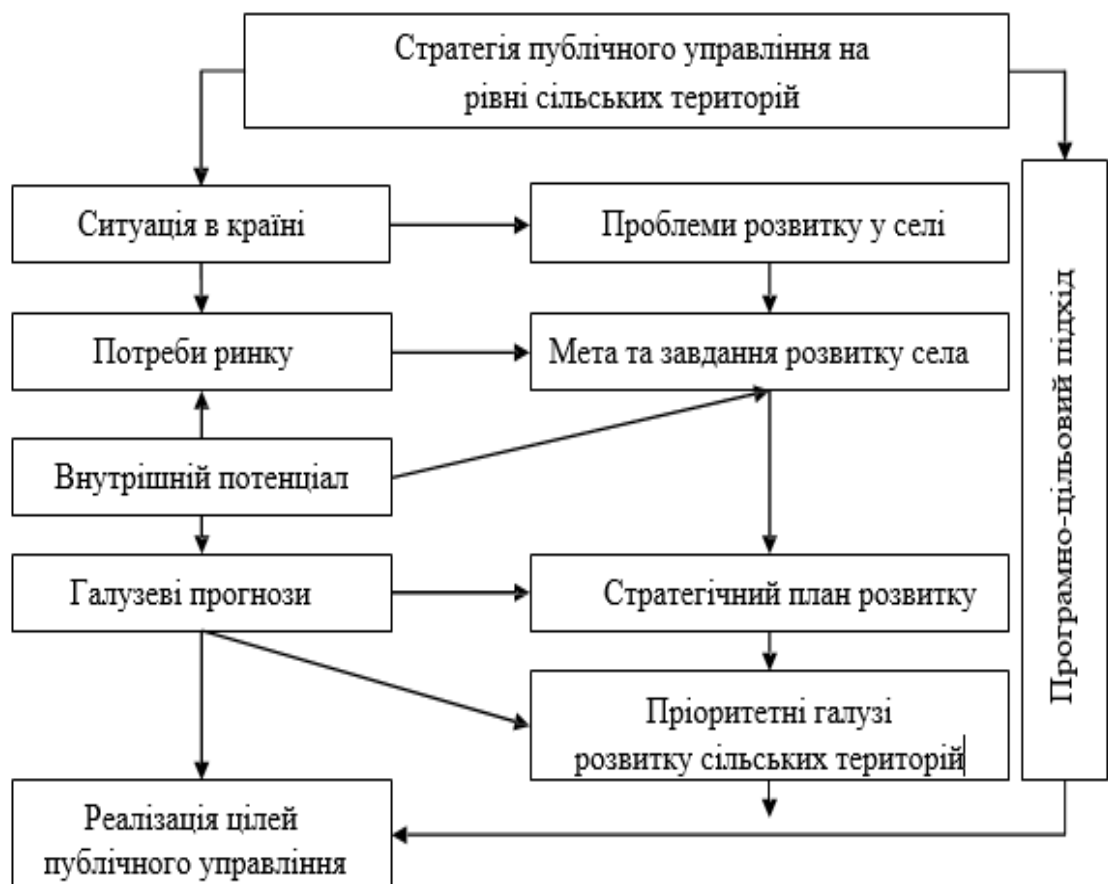 Стратегія публічного управління на
рівні сільських територій
Ситуація в країні
Проблеми розвитку у селі
Потреби ринку
Мета та завдання розвитку села
Внутрішній потенціал
Галузеві прогнози
Стратегічний план розвитку
Пріоритетні галузі
розвитку сільських територій
Реалізація цілей
публічного управління
Програмно-цільовий підхід